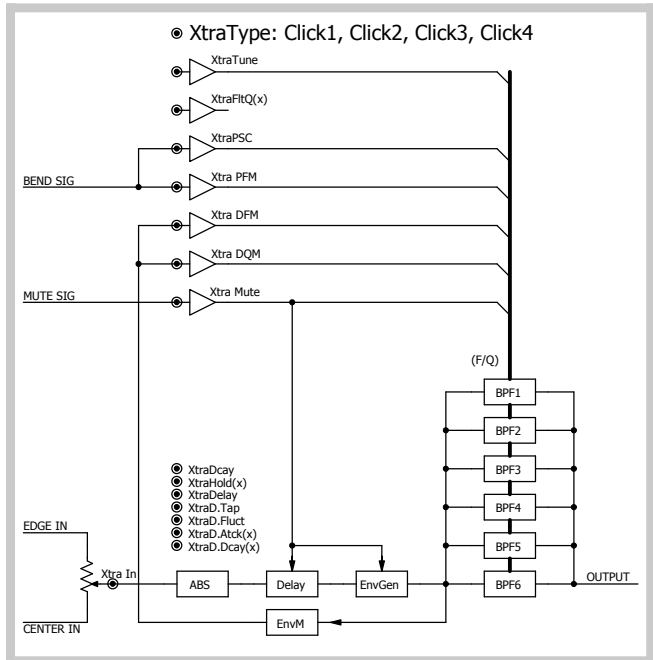 XtraType: Click1, Click2, Click3, Click4
XtraTune
XtraFltQ(x)
XtraPSC
BEND SIG
Xtra PFM
Xtra DFM
Xtra DQM
MUTE SIG
Xtra Mute
(F/Q)
BPF1
BPF2
BPF3
BPF4
BPF5
BPF6
XtraDcay
XtraHold(x)
XtraDelay
XtraD.Tap
XtraD.Fluct
XtraD.Atck(x)
XtraD.Dcay(x)
EDGE IN
Xtra In
ABS
Delay
EnvGen
OUTPUT
CENTER IN
EnvM